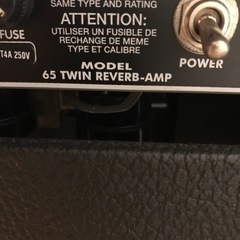 SAME TYPE AND RATING
ATTENTION:
UTILISER UN FUSIBLE DE
RECHANGE DE MEME
TYPE ET CALIBRE
FUSE
T4A 250V
MODEL
65 TWIN REVERB-AMP
POWER